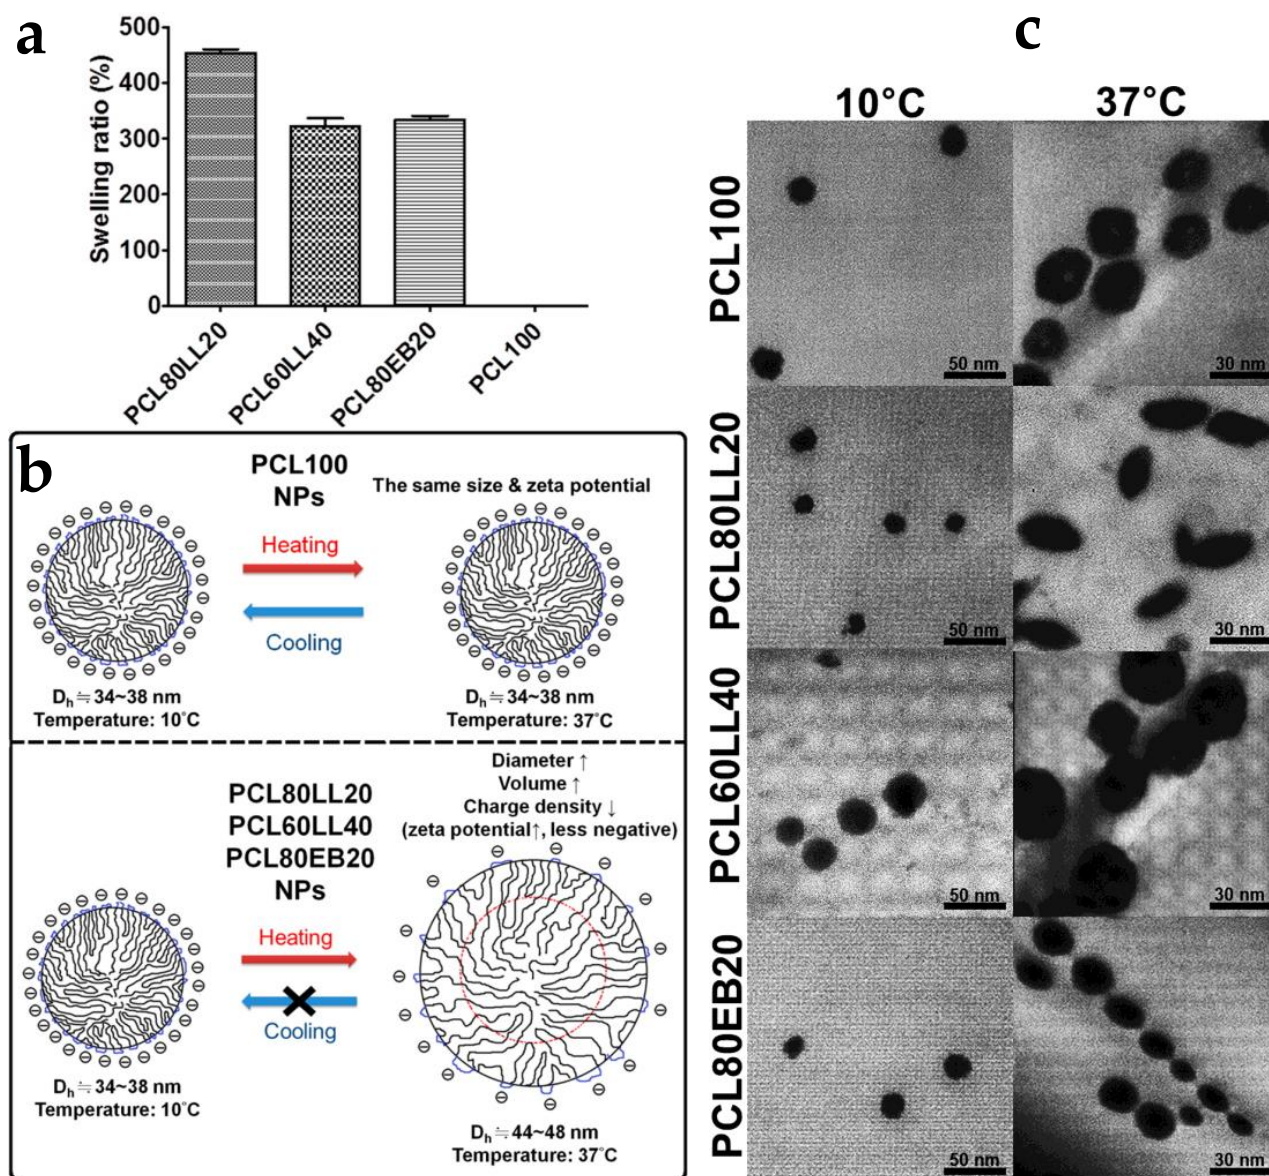 a
500
400
300
200
100
0
Swelling ratio (%)
PCL80LL20
PCL60LL40
PCL80EB20
PCL100
b
PCL100
NPs
The same size & zeta potential
Heating
Cooling
Dₕ ≒ 34~38 nm
Temperature: 10°C
Dₕ ≒ 34~38 nm
Temperature: 37°C
PCL80LL20
PCL60LL40
PCL80EB20
NPs
Diameter ↑
Volume ↑
Charge density ↓
(zeta potential↑, less negative)
Heating
Cooling
Dₕ ≒ 34~38 nm
Temperature: 10°C
Dₕ ≒ 44~48 nm
Temperature: 37°C
c
10°C
37°C
PCL100
50 nm
30 nm
PCL80LL20
50 nm
30 nm
PCL60LL40
50 nm
30 nm
PCL80EB20
50 nm
30 nm